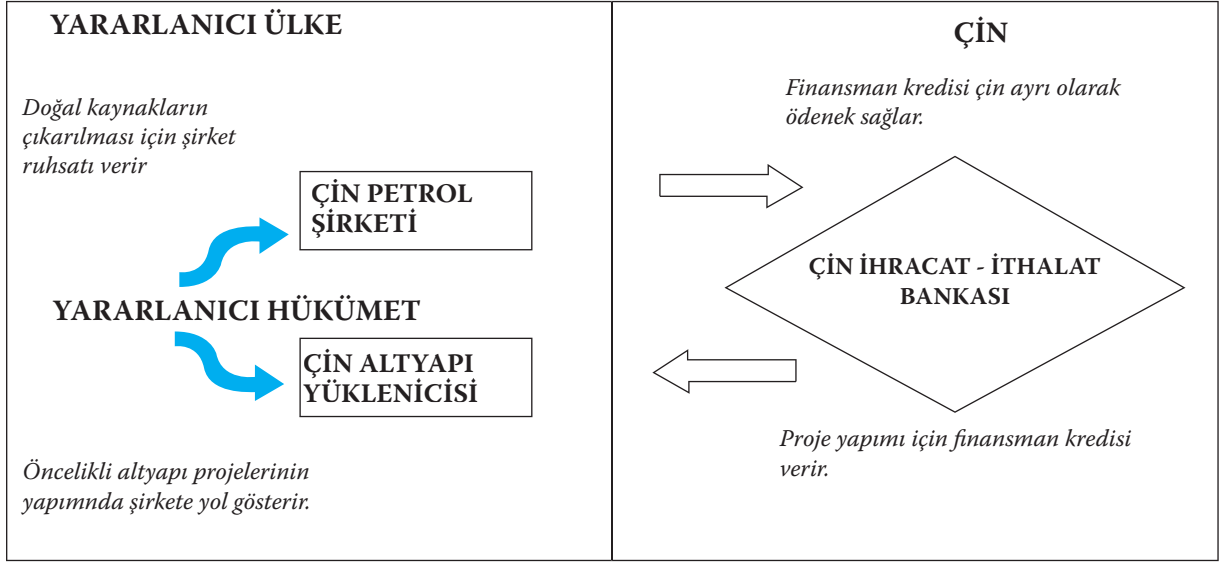 YARARLANICI ÜLKE
Doğal kaynakların
çıkarılması için şirket
ruhsatı verir
ÇİN PETROL
ŞİRKETİ
YARARLANICI HÜKÜMET
ÇİN ALTYAPI
YÜKLENİCİSİ
Öncelikli altyapı projelerinin
yapımnda şirkete yol gösterir.
ÇİN
Finansman kredisi çin ayrı olarak
ödenek sağlar.
ÇİN İHRACAT - İTHALAT
BANKASI
Proje yapımı için finansman kredisi
verir.